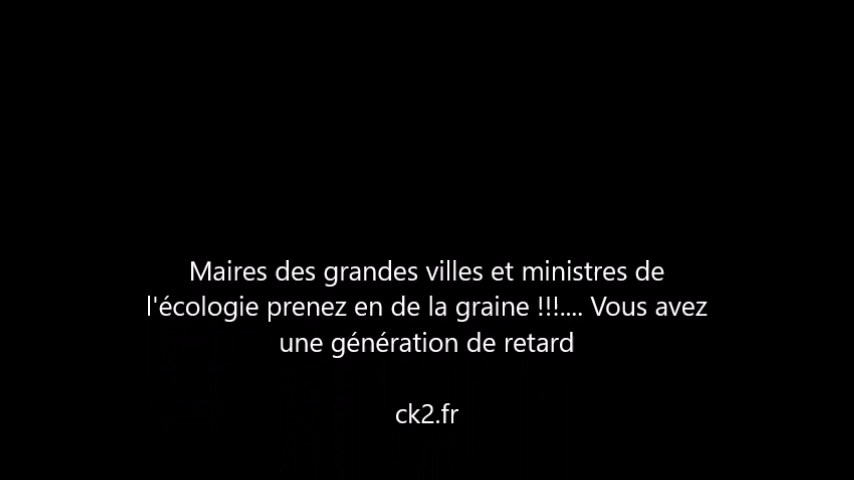 Maires des grandes villes et ministres de
l'écologie prenez en de la graine !!!.... Vous avez
une génération de retard
ck2.fr